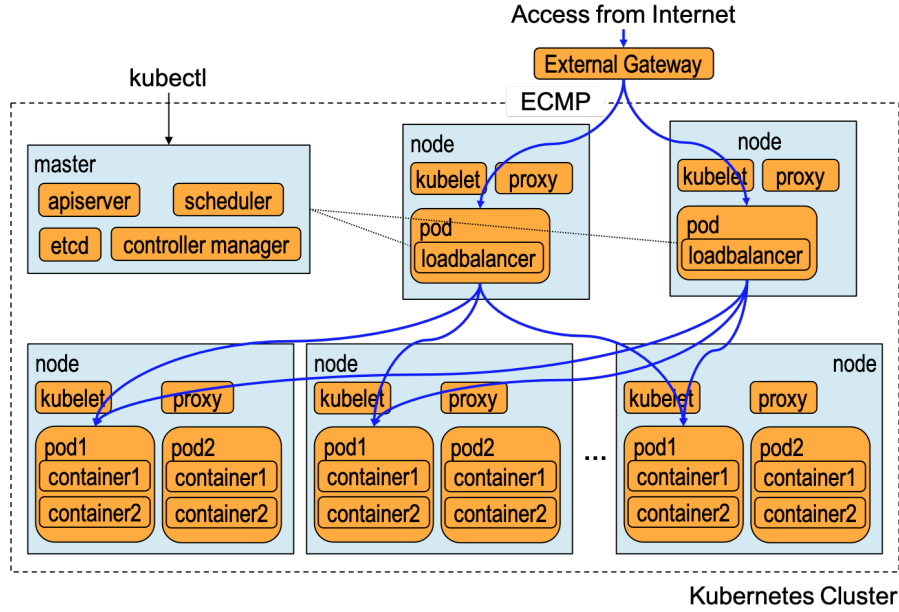 Access from Internet
External Gateway
kubectl
ECMP
master
apiserver
scheduler
etcd
controller manager
node
kubelet
proxy
pod
loadbalancer
node
kubelet
proxy
pod
loadbalancer
node
kubelet
proxy
pod1
container1
container2
pod2
container1
container2
node
kubelet
proxy
pod1
container1
container2
pod2
container1
container2
...
node
kubelet
proxy
pod1
container1
container2
pod2
container1
container2
Kubernetes Cluster